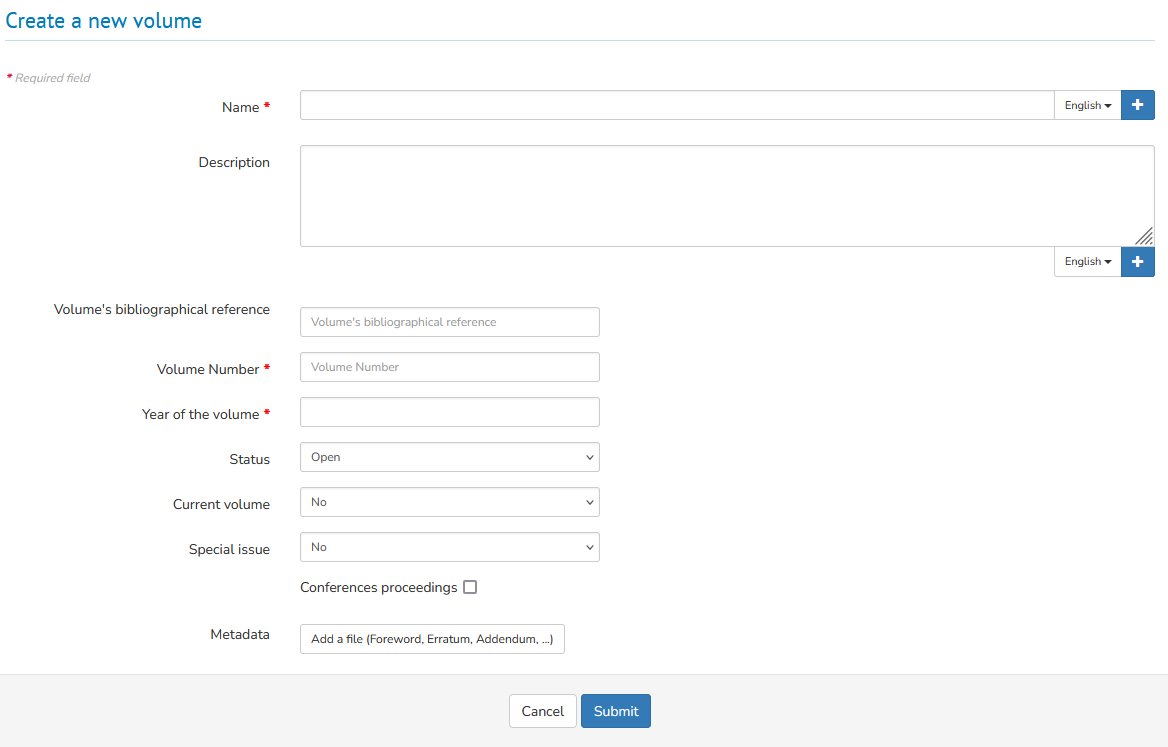 Create a new volume
* Required field
Name *
English
Description
English
Volume's bibliographical reference
Volume's bibliographical reference
Volume Number *
Volume Number
Year of the volume *
Status
Open
Current volume
No
Special issue
No
Conferences proceedings
Metadata
Add a file (Foreword, Erratum, Addendum, ...)
Cancel
Submit